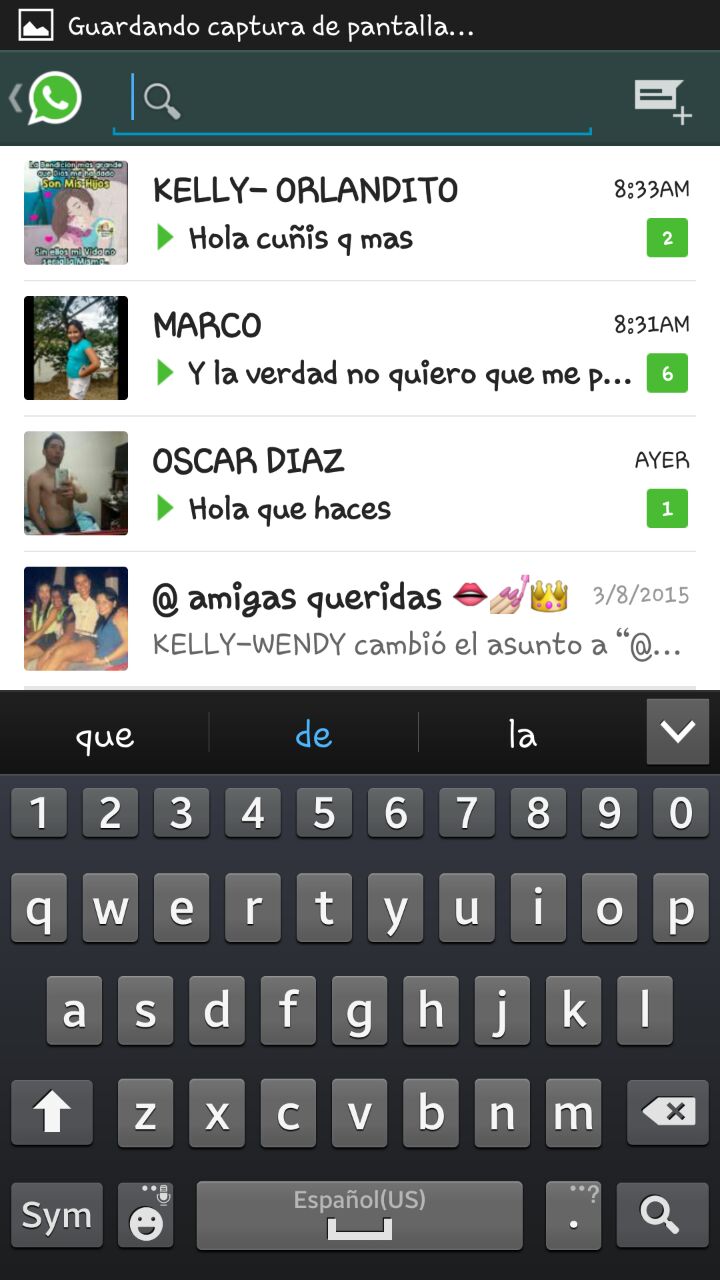 Guardando captura de pantalla...
La Bendicion mas grande
que Dios me ha dado
Son Mis Hijos
Sin ellos mi Vida no
seria la Misma...
KELLY- ORLANDITO 8:33AM
Hola cuñis q mas 2
MARCO 8:31AM
Y la verdad no quiero que me p... 6
OSCAR DIAZ AYER
Hola que haces 1
@ amigas queridas 👄💅👑 3/8/2015
KELLY-WENDY cambió el asunto a “@...
que de la
1 2 3 4 5 6 7 8 9 0
q w e r t y u i o p
a s d f g h j k l
z x c v b n m
Sym Español(US) . ?